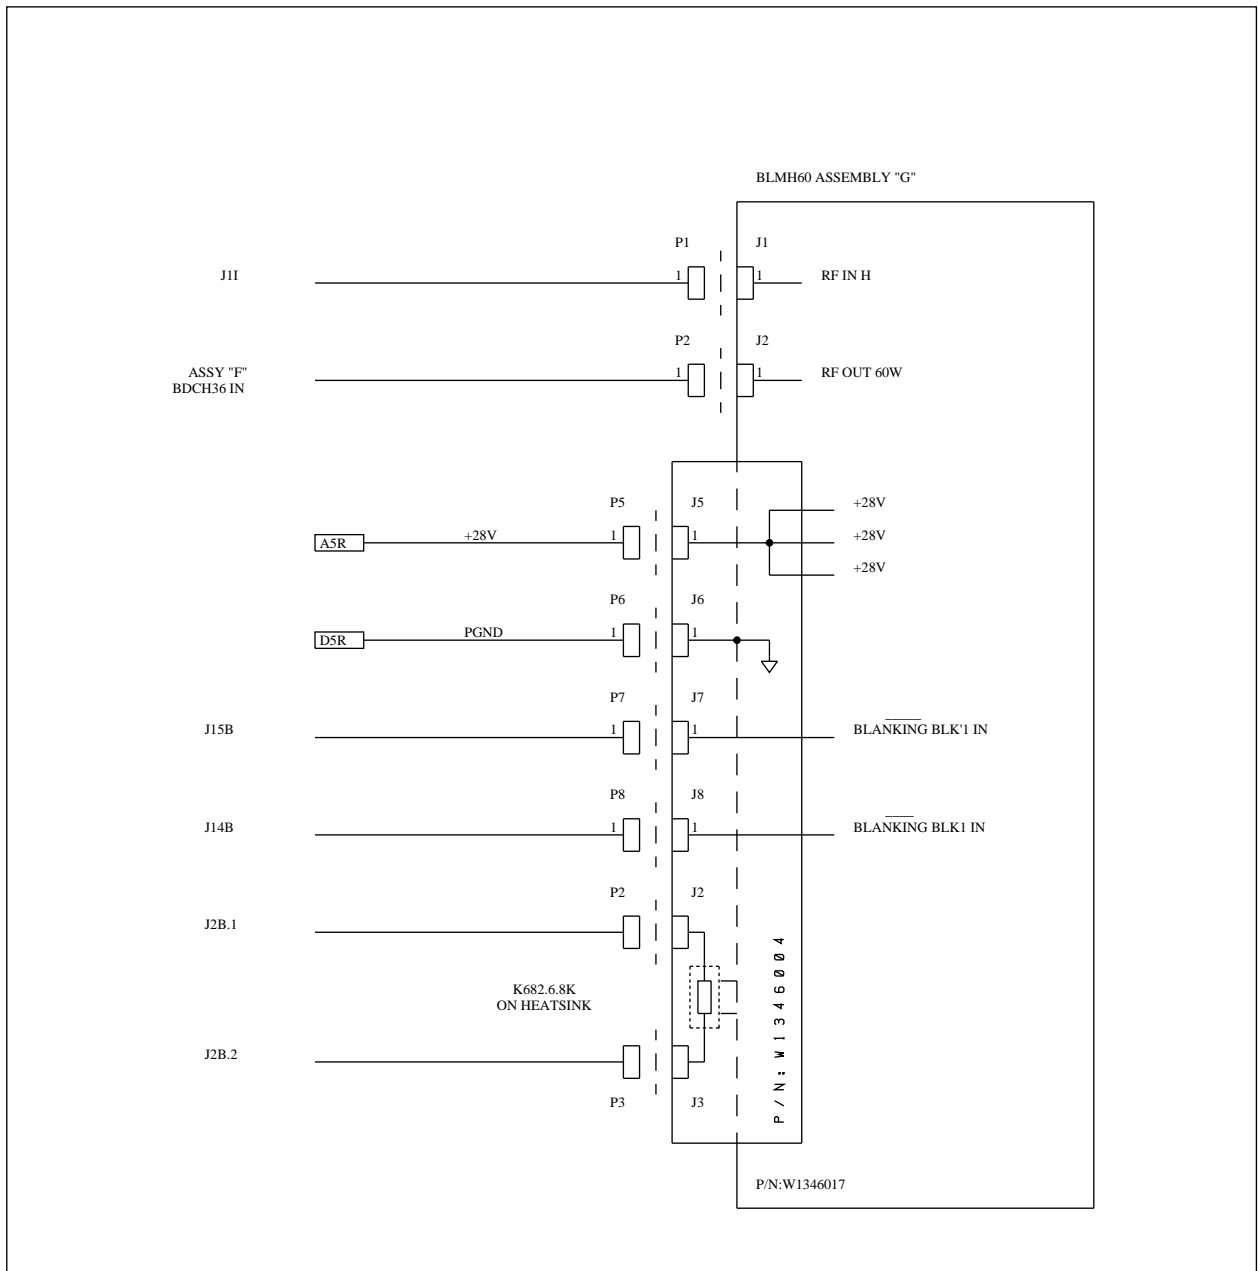 BLMH60 ASSEMBLY "G"
P1
J1
J1I
1
1
RF IN H
P2
J2
ASSY "F"
BDCH36 IN
1
1
RF OUT 60W
P5
J5
+28V
A5R
+28V
1
1
+28V
+28V
P6
J6
D5R
PGND
1
1
P7
J7
J15B
1
1
BLANKING BLK'1 IN
P8
J8
J14B
1
1
BLANKING BLK1 IN
P2
J2
J2B.1
K682.6.8K
ON HEATSINK
P/N: W1346004
J2B.2
P3
J3
P/N:W1346017